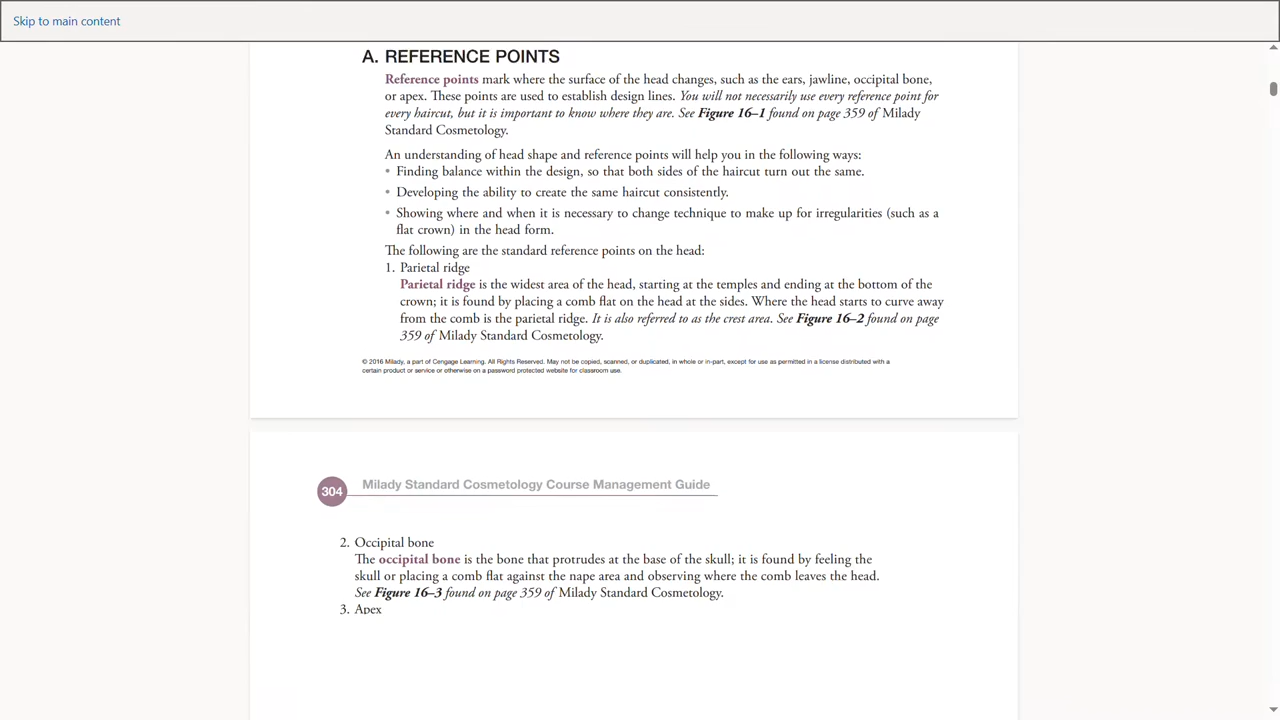 Skip to main content
A. REFERENCE POINTS
Reference points mark where the surface of the head changes, such as the ears, jawline, occipital bone,
or apex. These points are used to establish design lines. You will not necessarily use every reference point for
every haircut, but it is important to know where they are. See Figure 16–1 found on page 359 of Milady
Standard Cosmetology.
An understanding of head shape and reference points will help you in the following ways:
• Finding balance within the design, so that both sides of the haircut turn out the same.
• Developing the ability to create the same haircut consistently.
• Showing where and when it is necessary to change technique to make up for irregularities (such as a
flat crown) in the head form.
The following are the standard reference points on the head:
1. Parietal ridge
Parietal ridge is the widest area of the head, starting at the temples and ending at the bottom of the
crown; it is found by placing a comb flat on the head at the sides. Where the head starts to curve away
from the comb is the parietal ridge. It is also referred to as the crest area. See Figure 16–2 found on page
359 of Milady Standard Cosmetology.
© 2016 Milady, a part of Cengage Learning. All Rights Reserved. May not be copied, scanned, or duplicated, in whole or in-part, except for use as permitted in a license distributed with a
certain product or service or otherwise on a password protected website for classroom use.
304 Milady Standard Cosmetology Course Management Guide
2. Occipital bone
The occipital bone is the bone that protrudes at the base of the skull; it is found by feeling the
skull or placing a comb flat against the nape area and observing where the comb leaves the head.
See Figure 16–3 found on page 359 of Milady Standard Cosmetology.
3. Apex